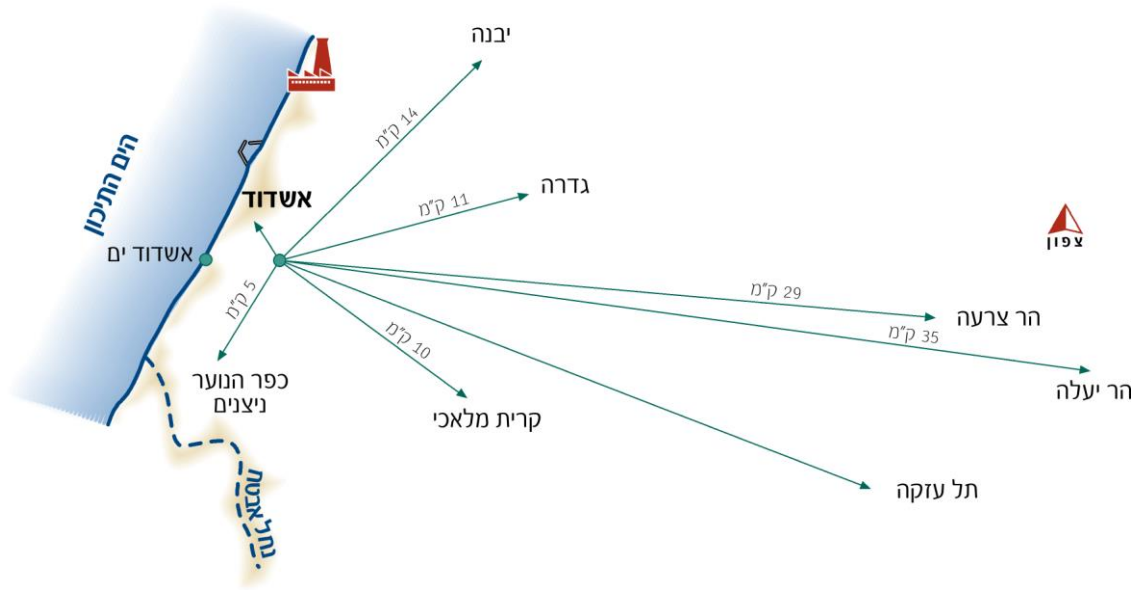 יבנה
14 ק"מ
הים התיכון
גדרה
11 ק"מ
אשדוד
צפון
אשדוד ים
5 ק"מ
29 ק"מ
הר צרעה
10 ק"מ
35 ק"מ
כפר הנוער
ניצנים
הר יעלה
קרית מלאכי
תל עזקה
נחל אבטח